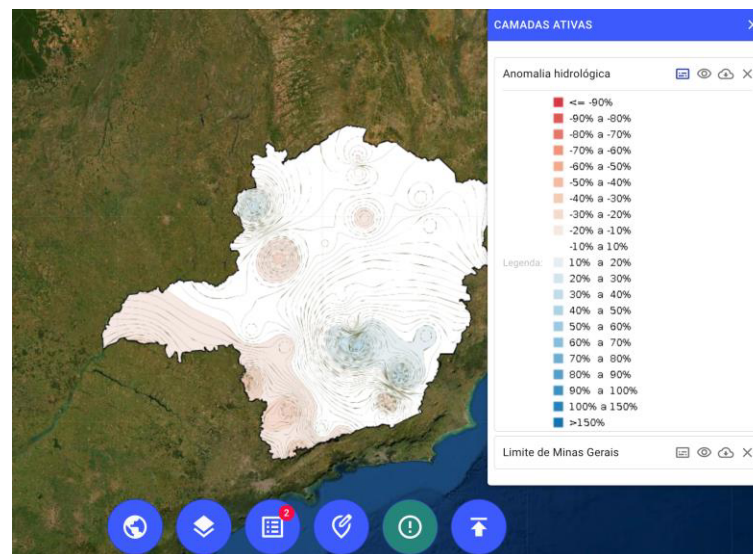 CAMADAS ATIVAS
Anomalia hidrológica
<= -90%
-90% a -80%
-80% a -70%
-70% a -60%
-60% a -50%
-50% a -40%
-40% a -30%
-30% a -20%
-20% a -10%
-10% a 10%
Legenda: 10% a 20%
20% a 30%
30% a 40%
40% a 50%
50% a 60%
60% a 70%
70% a 80%
80% a 90%
90% a 100%
100% a 150%
>150%
Limite de Minas Gerais
2